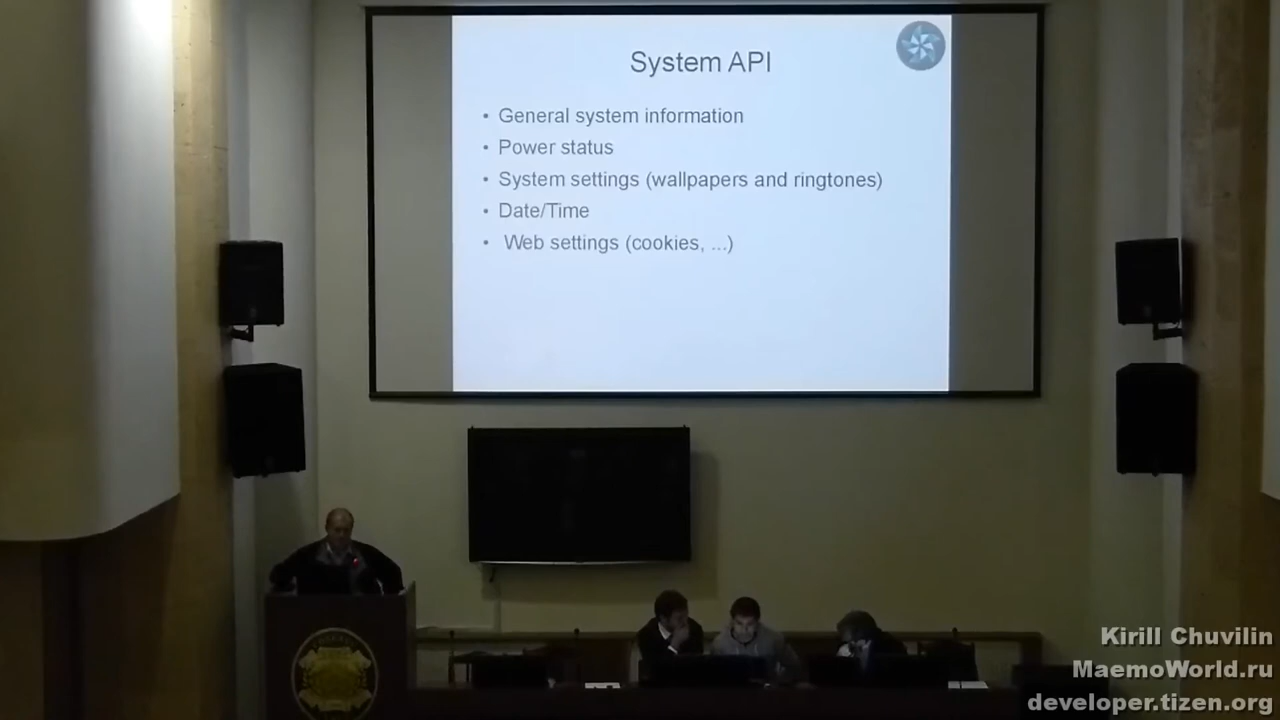 System API
• General system information
• Power status
• System settings (wallpapers and ringtones)
• Date/Time
• Web settings (cookies, ...)
Kirill Chuvilin
MaemoWorld.ru
developer.tizen.org